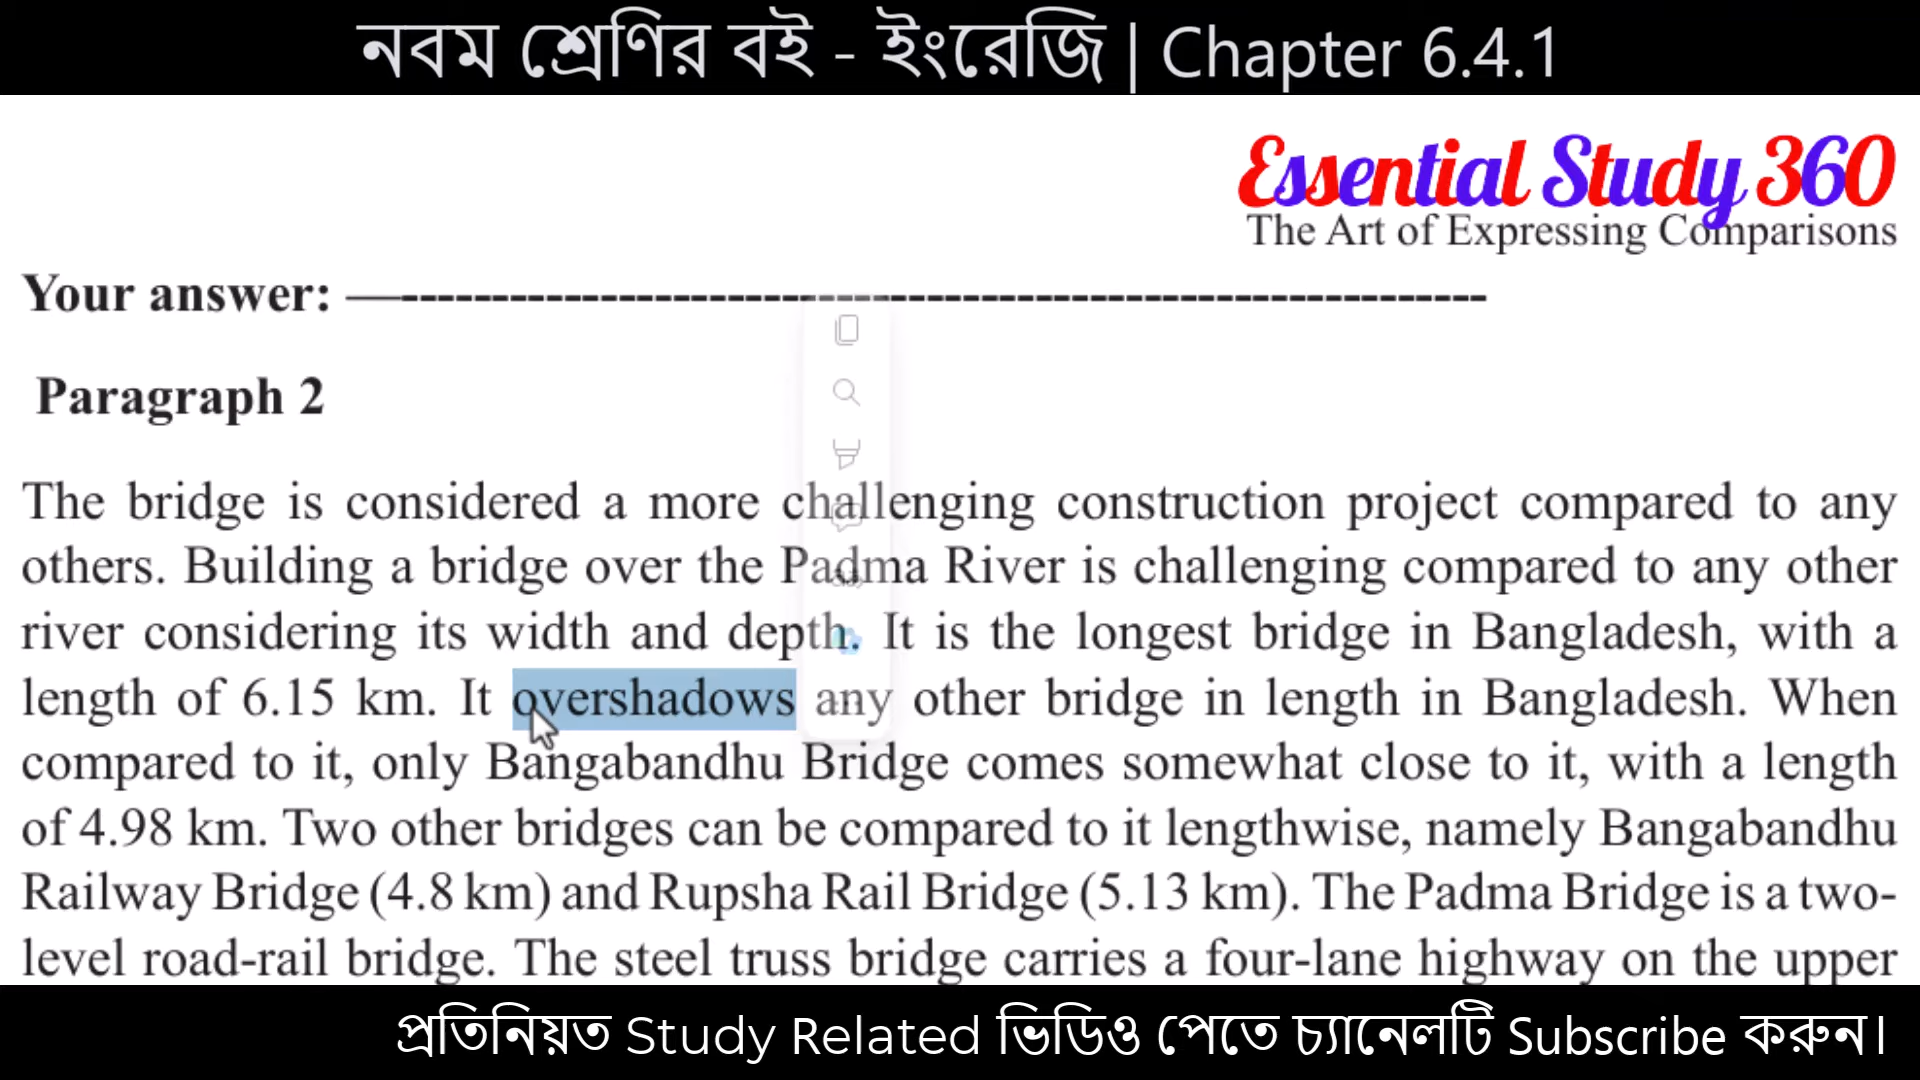 নবম শ্রেণির বই - ইংরেজি | Chapter 6.4.1
Essential Study 360
The Art of Expressing Comparisons
Your answer: —------------------------------------------------------------
Paragraph 2
The bridge is considered a more challenging construction project compared to any
others. Building a bridge over the Padma River is challenging compared to any other
river considering its width and depth. It is the longest bridge in Bangladesh, with a
length of 6.15 km. It overshadows any other bridge in length in Bangladesh. When
compared to it, only Bangabandhu Bridge comes somewhat close to it, with a length
of 4.98 km. Two other bridges can be compared to it lengthwise, namely Bangabandhu
Railway Bridge (4.8 km) and Rupsha Rail Bridge (5.13 km). The Padma Bridge is a two-
level road-rail bridge. The steel truss bridge carries a four-lane highway on the upper
প্রতিনিয়ত Study Related ভিডিও পেতে চ্যানেলটি Subscribe করুন।